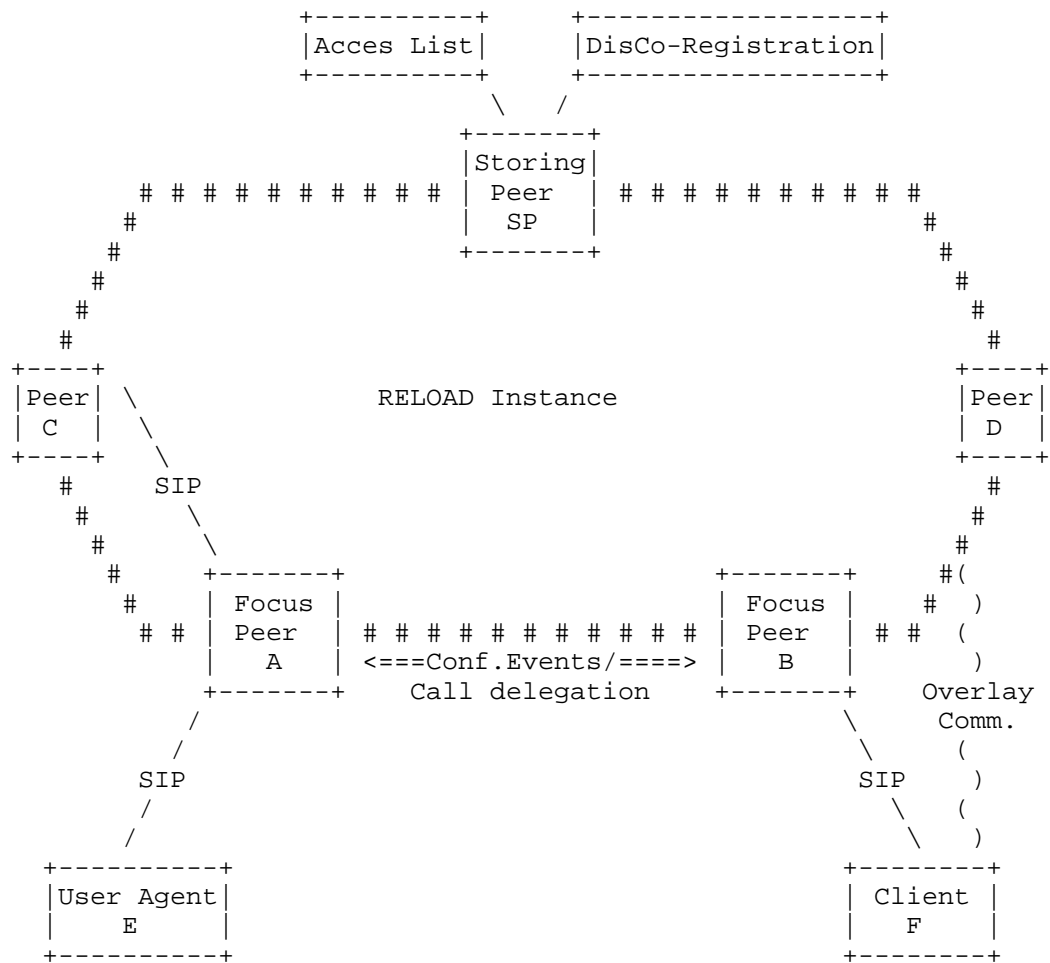 Acces List DisCo-Registration
Storing
Peer
SP
Peer RELOAD Instance Peer
C D
SIP
Focus Focus
Peer Peer
A <===Conf.Events/====> B
Call delegation Overlay
Comm.
SIP SIP
User Agent Client
E F